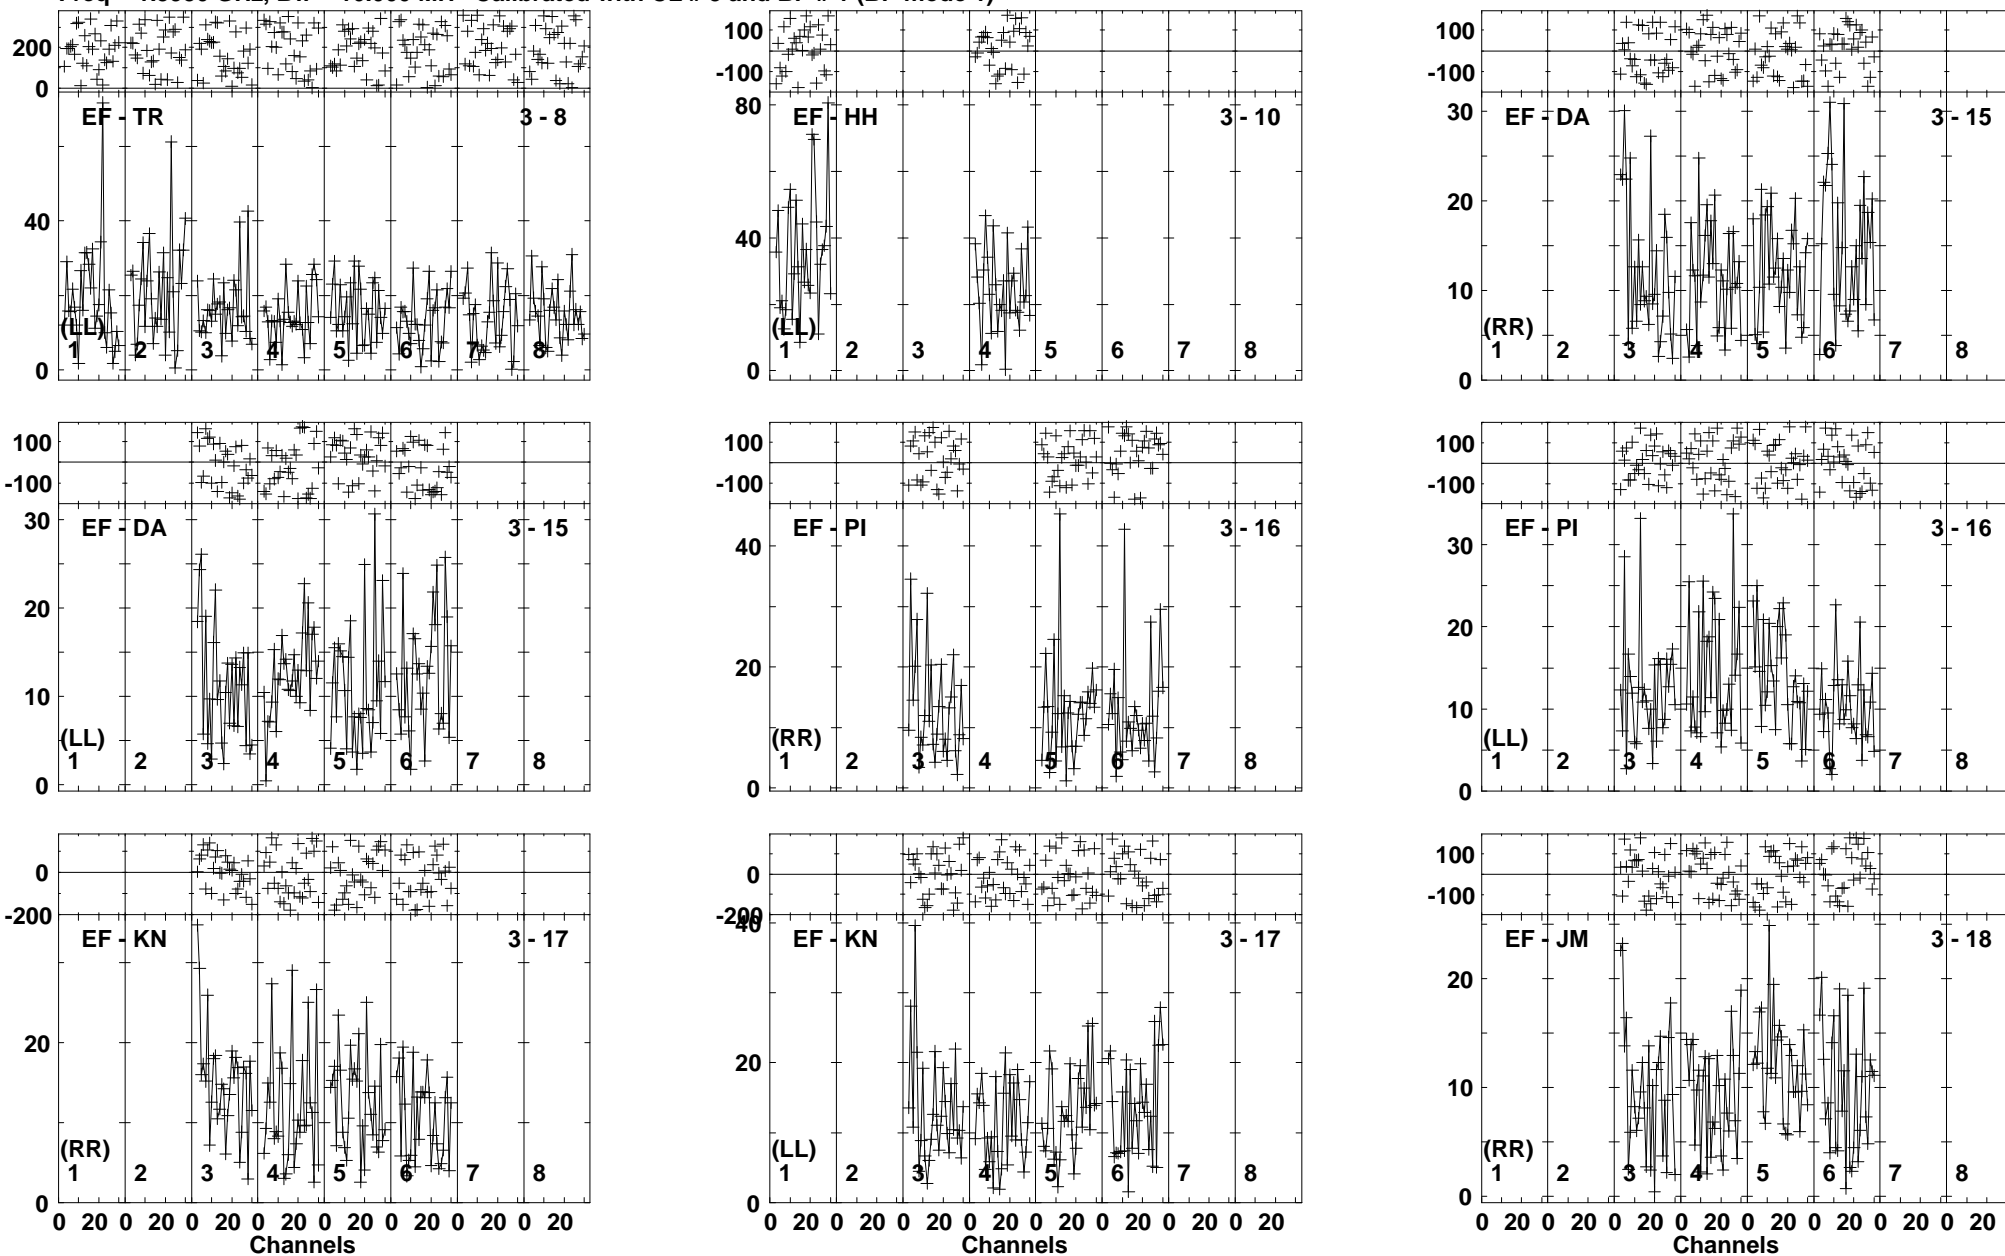 200 0
EF - TR 3 - 8
40 0
(LL)
1 2 3 4 5 6 7 8
100 -100
EF - HH 3 - 10
80 40 0
(LL)
1 2 3 4 5 6 7 8
100 -100
EF - DA 3 - 15
30 20 10 0
(RR)
1 2 3 4 5 6 7 8
100 -100
EF - DA 3 - 15
30 20 10 0
(LL)
1 2 3 4 5 6 7 8
100 -100
EF - PI 3 - 16
40 20 0
(RR)
1 2 3 4 5 6 7 8
100 -100
EF - PI 3 - 16
30 20 10 0
(LL)
1 2 3 4 5 6 7 8
0 -200
EF - KN 3 - 17
20 0
(RR)
1 2 3 4 5 6 7 8
0 20 0 20 0 20 0 20 0 20 0 20 0 20 0 20
Channels
0 -200
EF - KN 3 - 17
40 20 0
(LL)
1 2 3 4 5 6 7 8
0 20 0 20 0 20 0 20 0 20 0 20 0 20 0 20
Channels
100 -100
EF - JM 3 - 18
20 10 0
(RR)
1 2 3 4 5 6 7 8
0 20 0 20 0 20 0 20 0 20 0 20 0 20 0 20
Channels